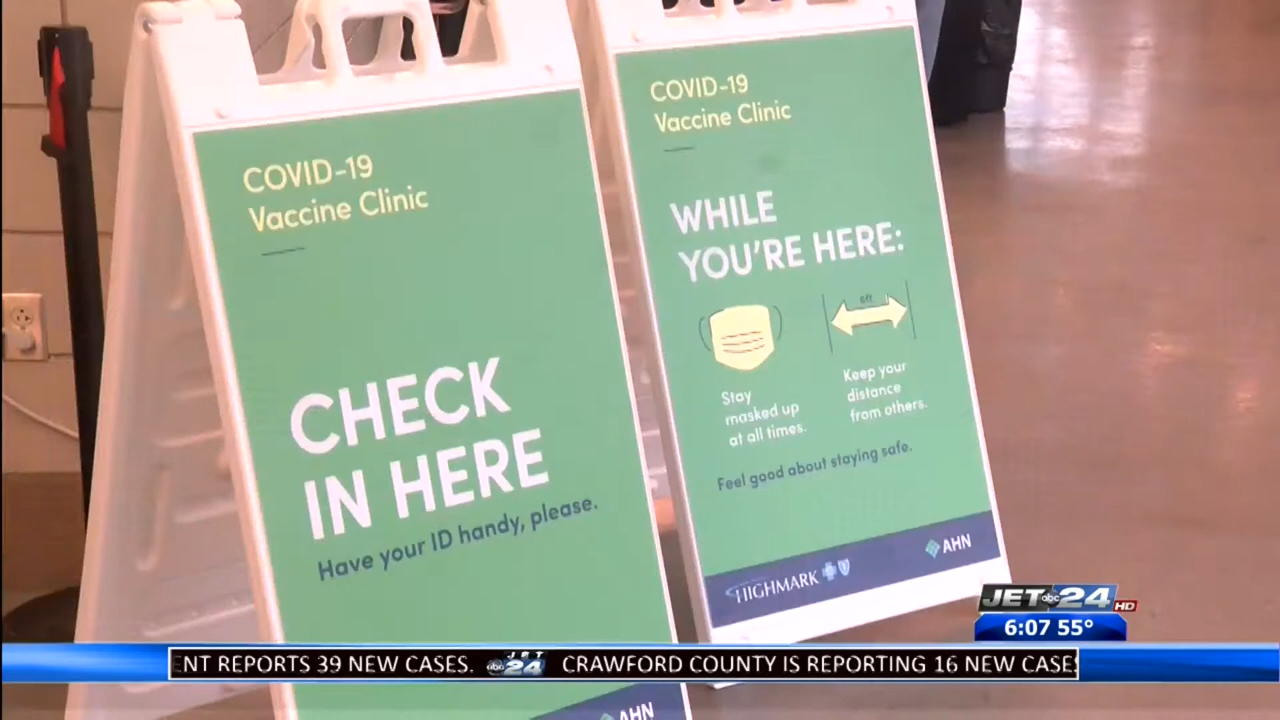 COVID-19
Vaccine Clinic
CHECK
IN HERE
Have your ID handy, please.
AHN
COVID-19
Vaccine Clinic
WHILE
YOU'RE HERE:
6ft
Stay
masked up
at all times.
Keep your
distance
from others.
Feel good about staying safe.
HIGHMARK
AHN
JET abc 24 HD
6:07 55°
NT REPORTS 39 NEW CASES. abc JET 24 CRAWFORD COUNTY IS REPORTING 16 NEW CASE